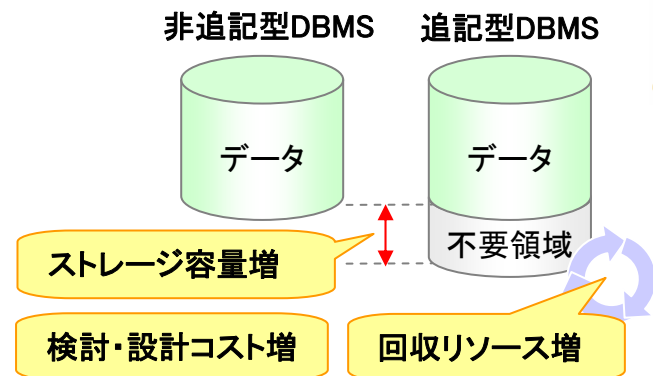 非追記型DBMS
追記型DBMS
データ
データ
不要領域
ストレージ容量増
検討・設計コスト増
回収リソース増